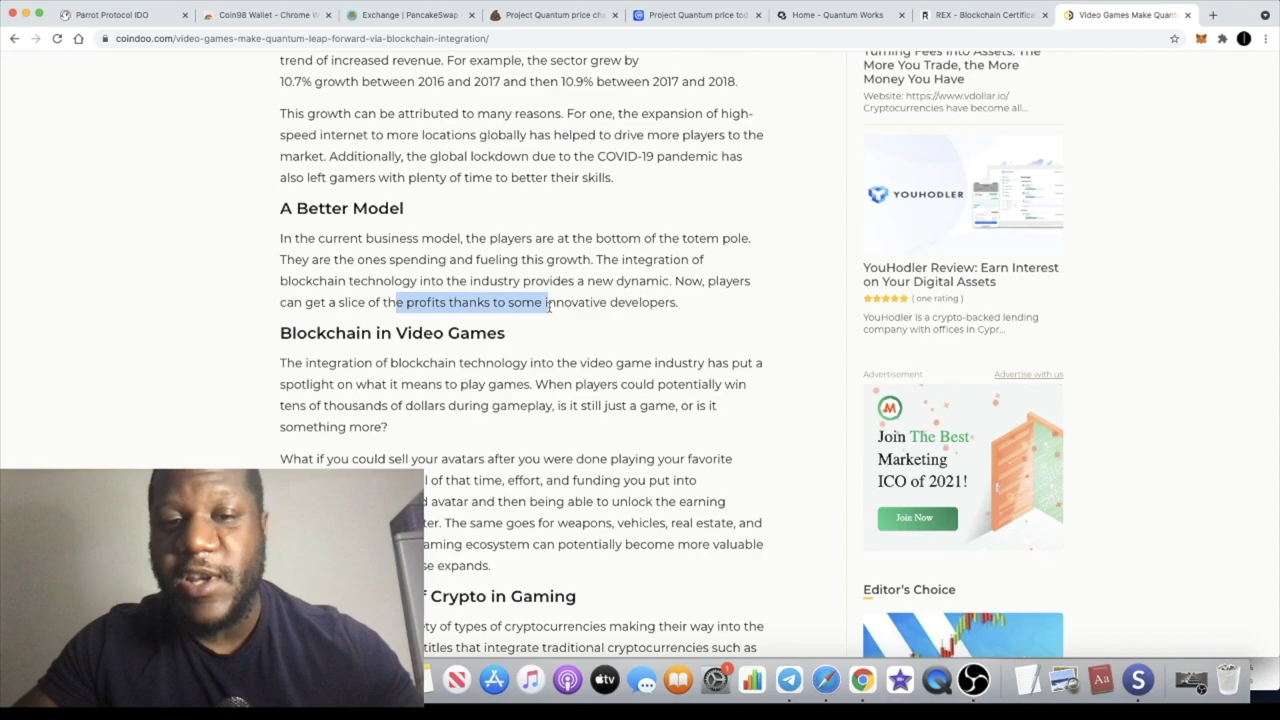 Parrot Protocol IDO
Coin98 Wallet - Chrome W
Exchange | PancakeSwap
Project Quantum price cha
Project Quantum price tod
Home - Quantum Works
REX - Blockchain Certifica
Video Games Make Quant
coindoo.com/video-games-make-quantum-leap-forward-via-blockchain-integration/
trend of increased revenue. For example, the sector grew by
10.7% growth between 2016 and 2017 and then 10.9% between 2017 and 2018.
This growth can be attributed to many reasons. For one, the expansion of high-
speed internet to more locations globally has helped to drive more players to the
market. Additionally, the global lockdown due to the COVID-19 pandemic has
also left gamers with plenty of time to better their skills.
A Better Model
In the current business model, the players are at the bottom of the totem pole.
They are the ones spending and fueling this growth. The integration of
blockchain technology into the industry provides a new dynamic. Now, players
can get a slice of the profits thanks to some innovative developers.
Blockchain in Video Games
The integration of blockchain technology into the video game industry has put a
spotlight on what it means to play games. When players could potentially win
tens of thousands of dollars during gameplay, is it still just a game, or is it
something more?
What if you could sell your avatars after you were done playing your favorite
l of that time, effort, and funding you put into
d avatar and then being able to unlock the earning
ter. The same goes for weapons, vehicles, real estate, and
aming ecosystem can potentially become more valuable
se expands.
f Crypto in Gaming
ety of types of cryptocurrencies making their way into the
titles that integrate traditional cryptocurrencies such as
Turning Fees Into Assets: The
More You Trade, the More
Money You Have
Website: https://www.vdollar.io/
Cryptocurrencies have become all...
YOUHODLER
YouHodler Review: Earn Interest
on Your Digital Assets
( one rating )
YouHodler is a crypto-backed lending
company with offices in Cypr...
Advertisement
Advertise with us
M
Join The Best
Marketing
ICO of 2021!
Join Now
Editor's Choice
tv
1
Aa
S